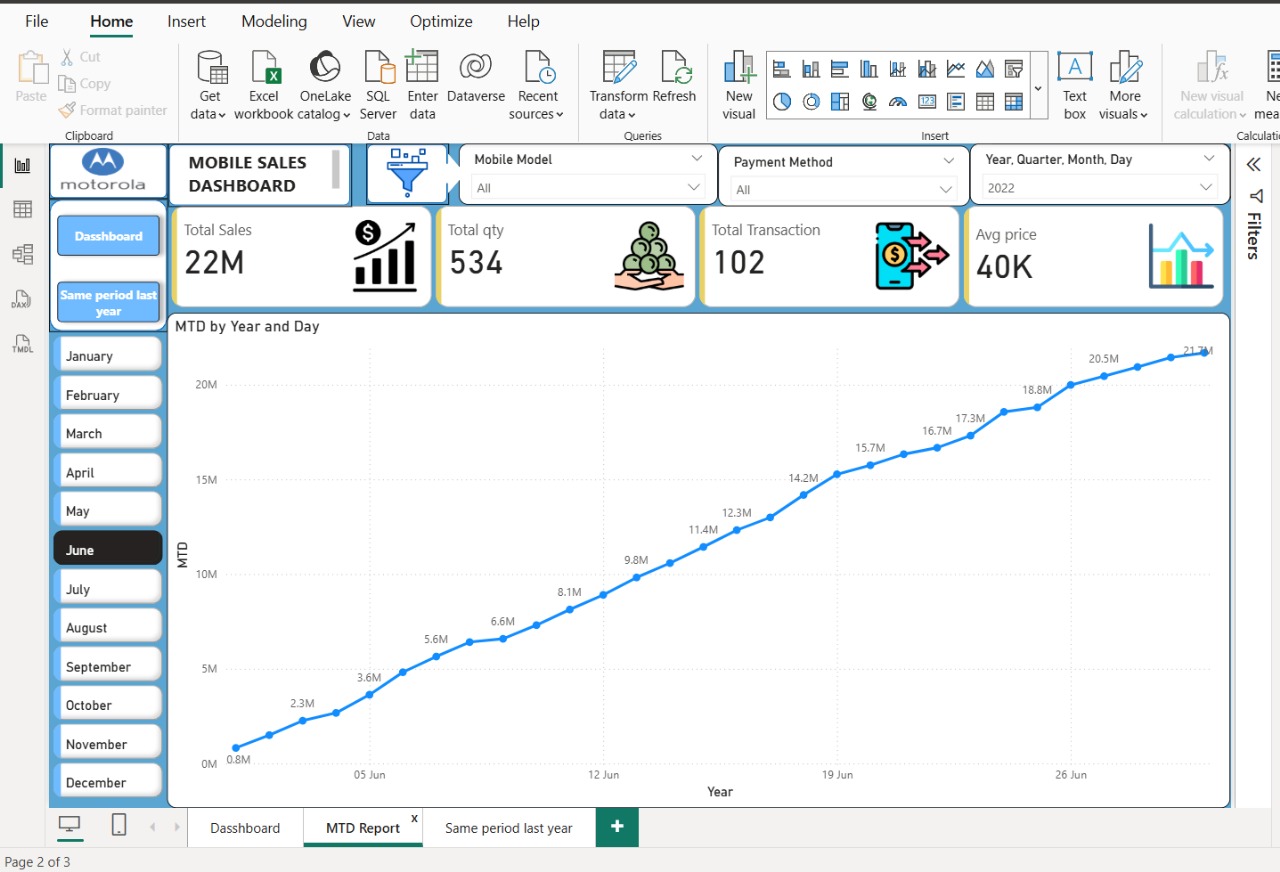 File Home Insert Modeling View Optimize Help
Paste
Cut
Copy
Format painter
Clipboard
Get data
Excel workbook
OneLake catalog
SQL Server
Enter data
Dataverse
Recent sources
Data
Transform data
Refresh
Queries
New visual
Text box
More visuals
Insert
New visual calculation
motorola
MOBILE SALES
DASHBOARD
Mobile Model
All
Payment Method
All
Year, Quarter, Month, Day
2022
Filters
DAX
TMDL
Dasshboard
Same period last
year
Total Sales
22M
Total qty
534
Total Transaction
102
Avg price
40K
January
February
March
April
May
June
July
August
September
October
November
December
MTD by Year and Day
20M
15M
10M
5M
0M
MTD
0.8M
2.3M
3.6M
5.6M
6.6M
8.1M
9.8M
11.4M
12.3M
14.2M
15.7M
16.7M
17.3M
18.8M
20.5M
21.7M
05 Jun 12 Jun 19 Jun 26 Jun
Year
Dasshboard MTD Report x Same period last year +
Page 2 of 3